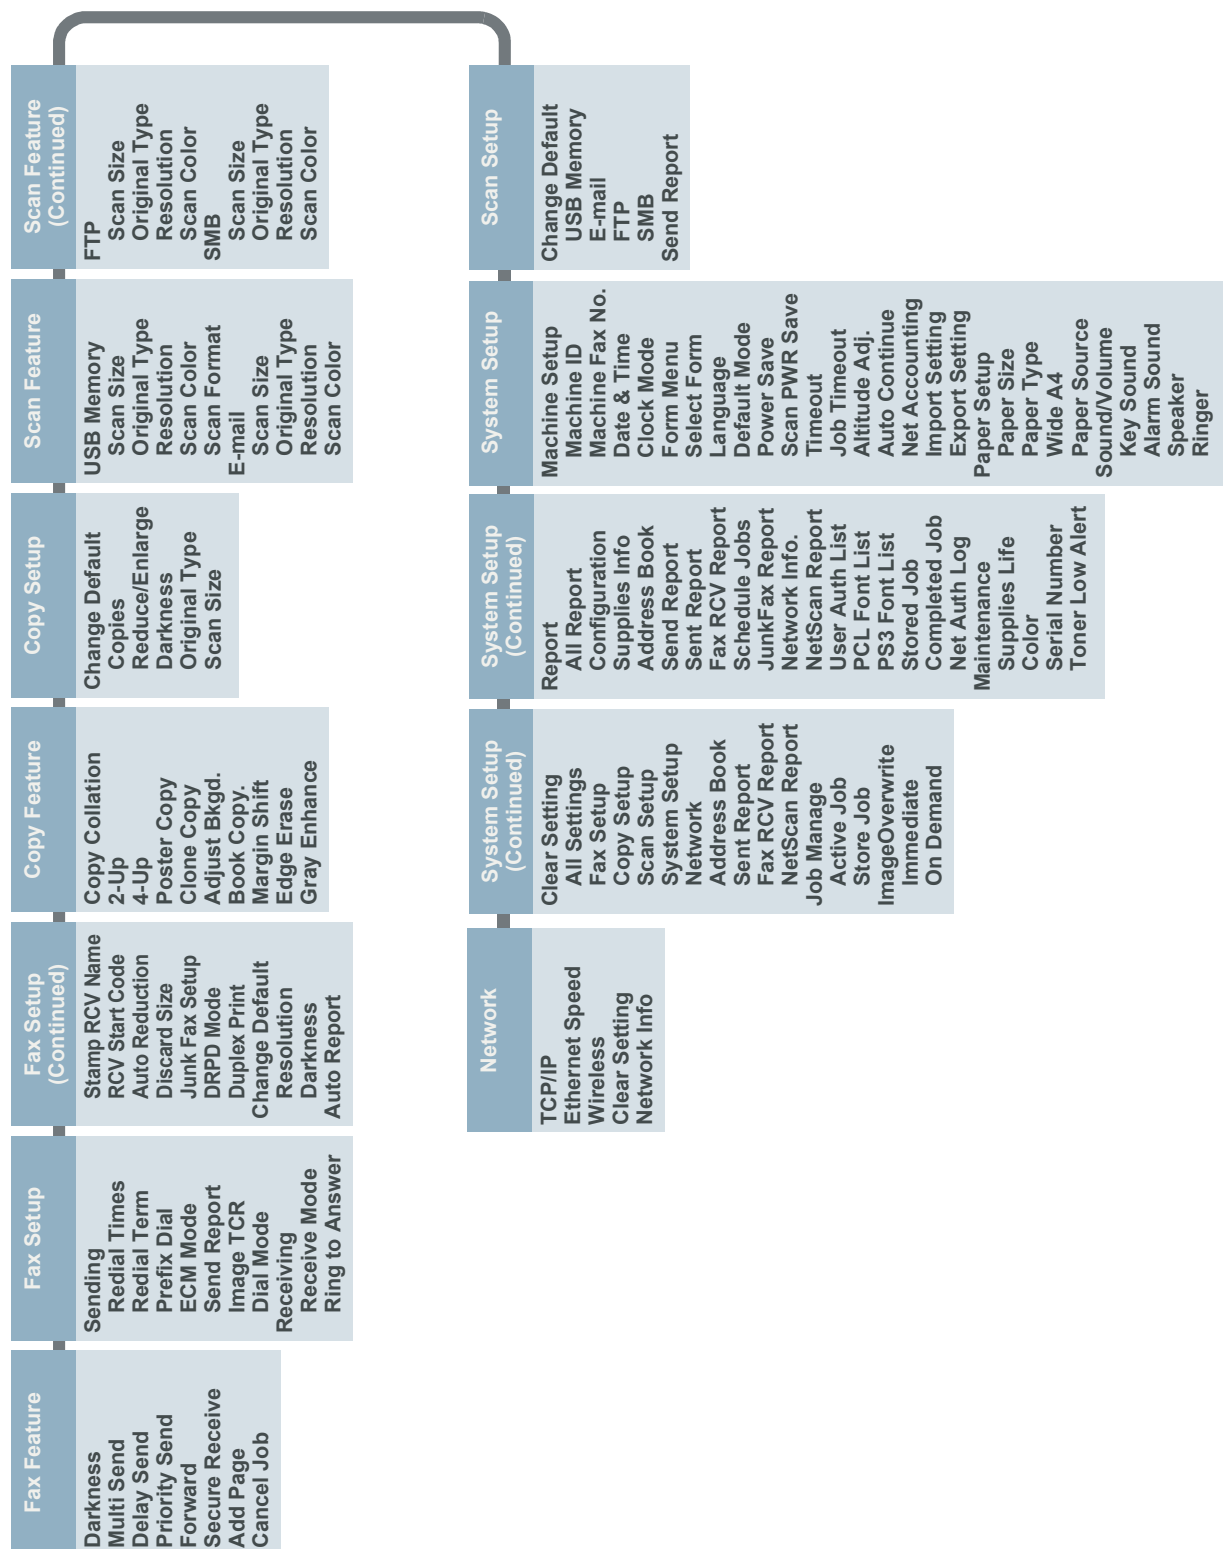 Fax Feature
Darkness
Multi Send
Delay Send
Priority Send
Forward
Secure Receive
Add Page
Cancel Job
Fax Setup
Sending
Redial Times
Redial Term
Prefix Dial
ECM Mode
Send Report
Image TCR
Dial Mode
Receiving
Receive Mode
Ring to Answer
Fax Setup
(Continued)
Stamp RCV Name
RCV Start Code
Auto Reduction
Discard Size
Junk Fax Setup
DRPD Mode
Duplex Print
Change Default
Resolution
Darkness
Auto Report
Copy Feature
Copy Collation
2-Up
4-Up
Poster Copy
Clone Copy
Adjust Bkgd.
Book Copy.
Margin Shift
Edge Erase
Gray Enhance
Copy Setup
Change Default
Copies
Reduce/Enlarge
Darkness
Original Type
Scan Size
Scan Feature
USB Memory
Scan Size
Original Type
Resolution
Scan Color
Scan Format
E-mail
Scan Size
Original Type
Resolution
Scan Color
Scan Feature
(Continued)
FTP
Scan Size
Original Type
Resolution
Scan Color
SMB
Scan Size
Original Type
Resolution
Scan Color
Network
TCP/IP
Ethernet Speed
Wireless
Clear Setting
Network Info
System Setup
(Continued)
Clear Setting
All Settings
Fax Setup
Copy Setup
Scan Setup
System Setup
Network
Address Book
Sent Report
Fax RCV Report
NetScan Report
Job Manage
Active Job
Store Job
ImageOverwrite
Immediate
On Demand
System Setup
(Continued)
Report
All Report
Configuration
Supplies Info
Address Book
Send Report
Sent Report
Fax RCV Report
Schedule Jobs
JunkFax Report
Network Info.
NetScan Report
User Auth List
PCL Font List
PS3 Font List
Stored Job
Completed Job
Net Auth Log
Maintenance
Supplies Life
Color
Serial Number
Toner Low Alert
System Setup
Machine Setup
Machine ID
Machine Fax No.
Date & Time
Clock Mode
Form Menu
Select Form
Language
Default Mode
Power Save
Scan PWR Save
Timeout
Job Timeout
Altitude Adj.
Auto Continue
Net Accounting
Import Setting
Export Setting
Paper Setup
Paper Size
Paper Type
Wide A4
Paper Source
Sound/Volume
Key Sound
Alarm Sound
Speaker
Ringer
Scan Setup
Change Default
USB Memory
E-mail
FTP
SMB
Send Report